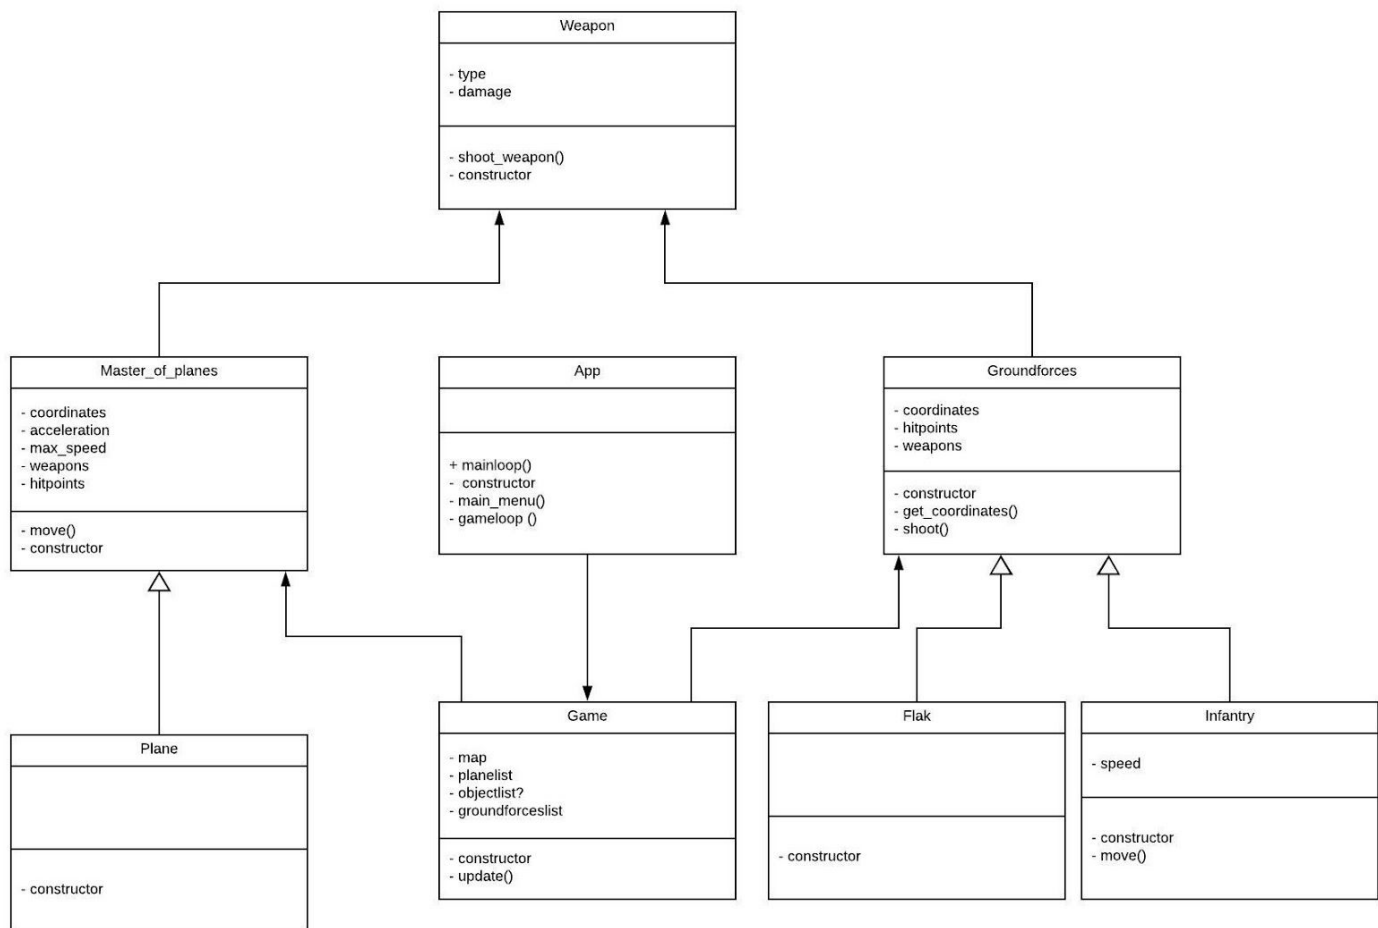 Weapon
- type
- damage
- shoot_weapon()
- constructor
Master_of_planes
- coordinates
- acceleration
- max_speed
- weapons
- hitpoints
- move()
- constructor
App
+ mainloop()
- constructor
- main_menu()
- gameloop ()
Groundforces
- coordinates
- hitpoints
- weapons
- constructor
- get_coordinates()
- shoot()
Plane
- constructor
Game
- map
- planelist
- objectlist?
- groundforceslist
- constructor
- update()
Flak
- constructor
Infantry
- speed
- constructor
- move()